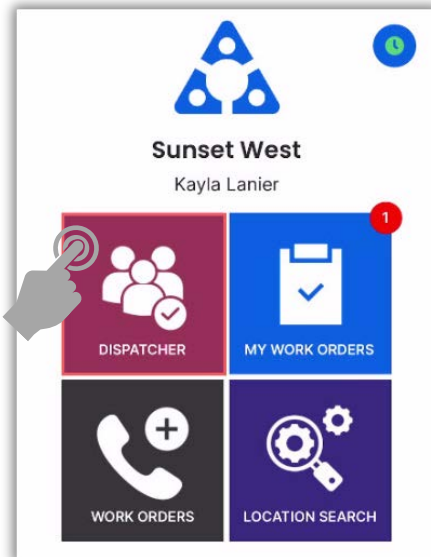 Sunset West
Kayla Lanier
1
DISPATCHER
MY WORK ORDERS
WORK ORDERS
LOCATION SEARCH